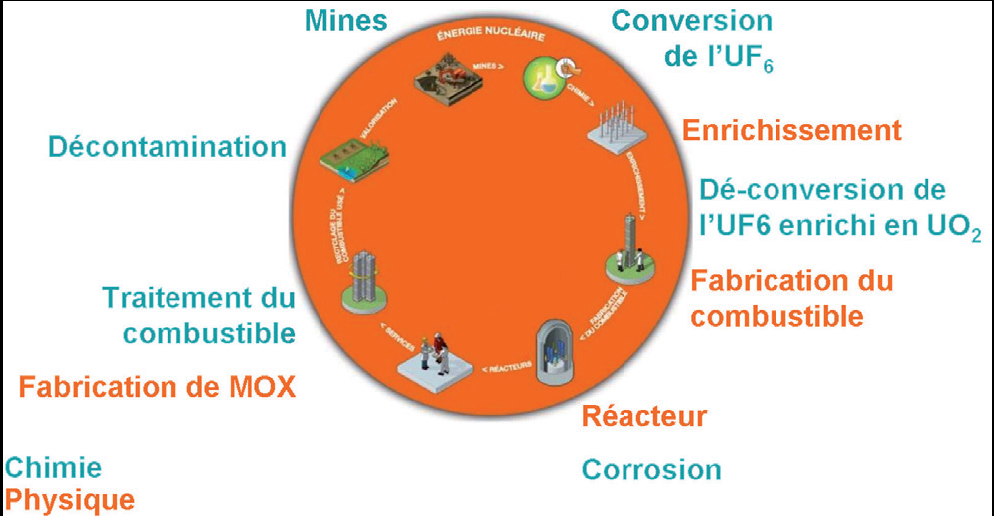 Mines
Conversion
de l’UF6
ÉNERGIE NUCLÉAIRE
MINES >
CHIMIE >
Enrichissement
ENRICHISSEMENT >
Dé-conversion de
l’UF6 enrichi en UO2
Fabrication du
combustible
FABRICATION
< DU COMBUSTIBLE
Réacteur
Corrosion
< RÉACTEURS
< SERVICES
Traitement du
combustible
Fabrication de MOX
RECYCLAGE DU
COMBUSTIBLE USÉ >
Décontamination
VALORISATION
Chimie
Physique